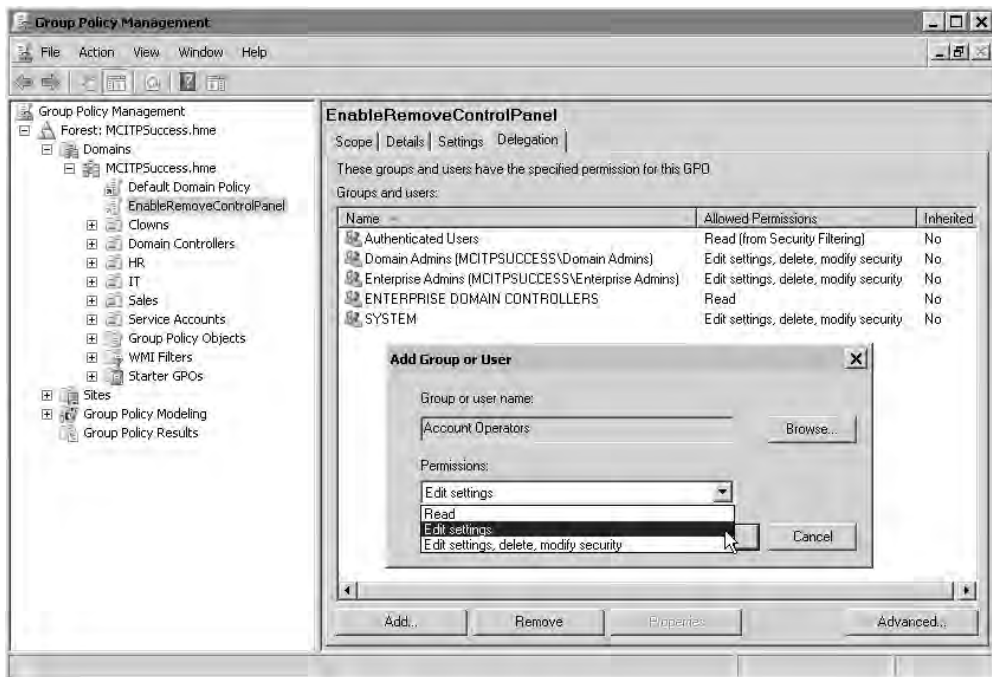 Group Policy Management
File Action View Window Help
Group Policy Management
Forest: MCITPSuccess.hme
Domains
MCITPSuccess.hme
Default Domain Policy
EnableRemoveControlPanel
Clowns
Domain Controllers
HR
IT
Sales
Service Accounts
Group Policy Objects
WMI Filters
Starter GPOs
Sites
Group Policy Modeling
Group Policy Results
EnableRemoveControlPanel
Scope Details Settings Delegation
These groups and users have the specified permission for this GPO
Groups and users:
Name Allowed Permissions Inherited
Authenticated Users Read (from Security Filtering) No
Domain Admins (MCITPSUCCESS\Domain Admins) Edit settings, delete, modify security No
Enterprise Admins (MCITPSUCCESS\Enterprise Admins) Edit settings, delete, modify security No
ENTERPRISE DOMAIN CONTROLLERS Read No
SYSTEM Edit settings, delete, modify security No
Add Group or User
Group or user name:
Account Operators Browse...
Permissions:
Edit settings
Read
Edit settings
Edit settings, delete, modify security
Cancel
Add... Remove Properties Advanced...